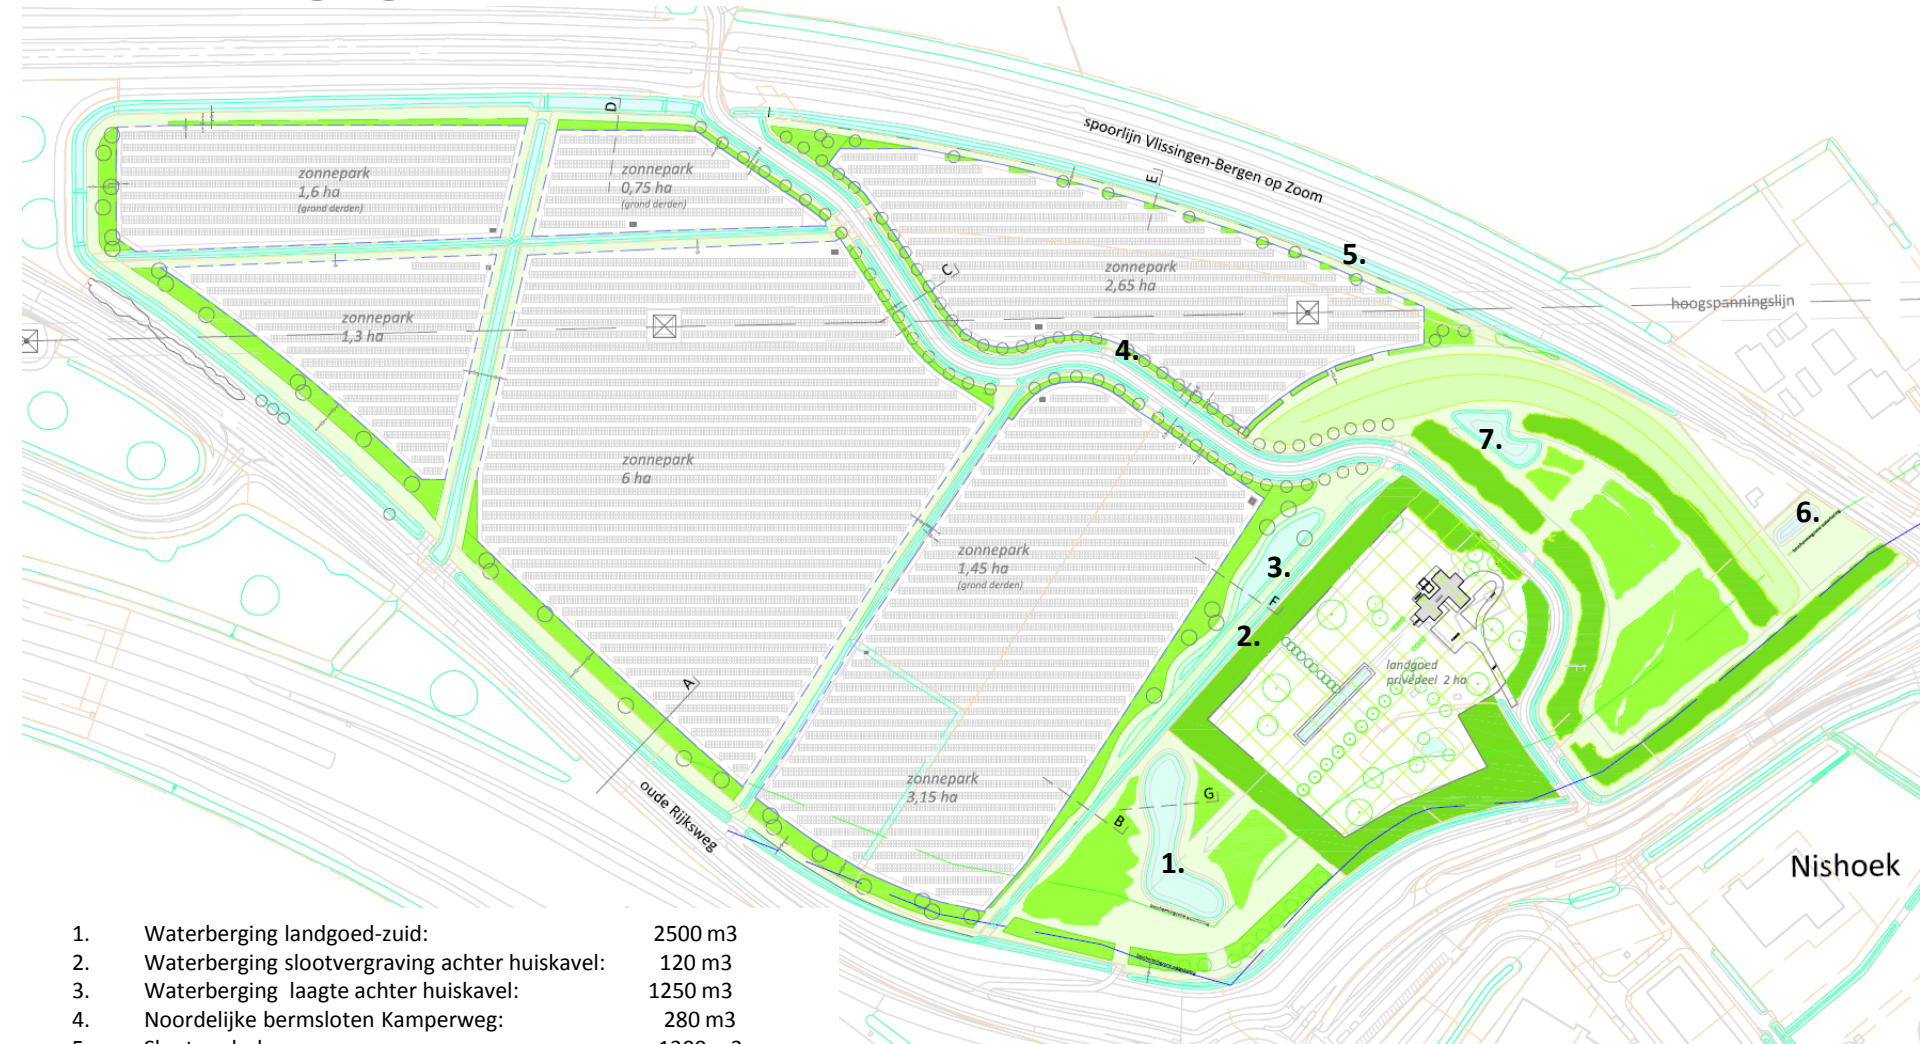 spoorlijn Vlissingen-Bergen op Zoom
D
E
zonnepark
1,6 ha
(grond derden)
zonnepark
0,75 ha
(grond derden)
5.
C
zonnepark
2,65 ha
hoogspanningslijn
zonnepark
1,3 ha
4.
7.
zonnepark
6 ha
6.
zonnepark
1,45 ha
(grond derden)
3.
F
2.
landgoed
privédeel 2 ha
A
zonnepark
3,15 ha
G
B
oude Rijksweg
1.
Nishoek
1. Waterberging landgoed-zuid: 2500 m3
2. Waterberging slootvergraving achter huiskavel: 120 m3
3. Waterberging laagte achter huiskavel: 1250 m3
4. Noordelijke bermsloten Kamperweg: 280 m3